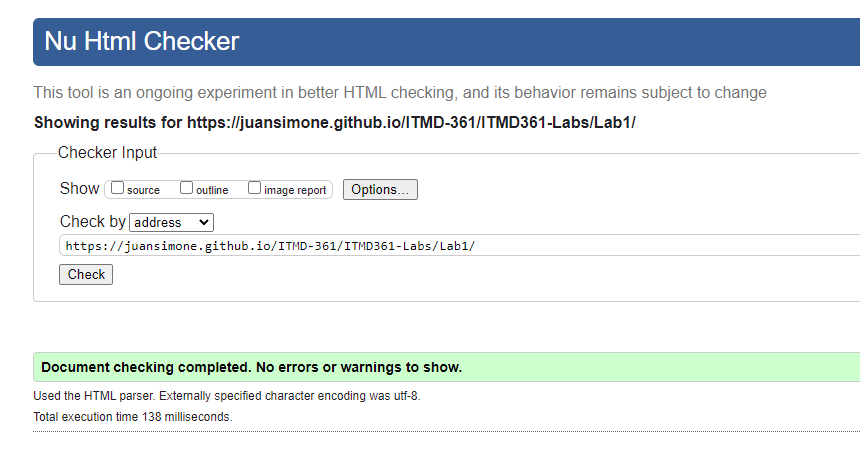 Nu Html Checker
This tool is an ongoing experiment in better HTML checking, and its behavior remains subject to change
Showing results for https://juansimone.github.io/ITMD-361/ITMD361-Labs/Lab1/
Checker Input
Show source outline image report Options...
Check by address
https://juansimone.github.io/ITMD-361/ITMD361-Labs/Lab1/
Check
Document checking completed. No errors or warnings to show.
Used the HTML parser. Externally specified character encoding was utf-8.
Total execution time 138 milliseconds.